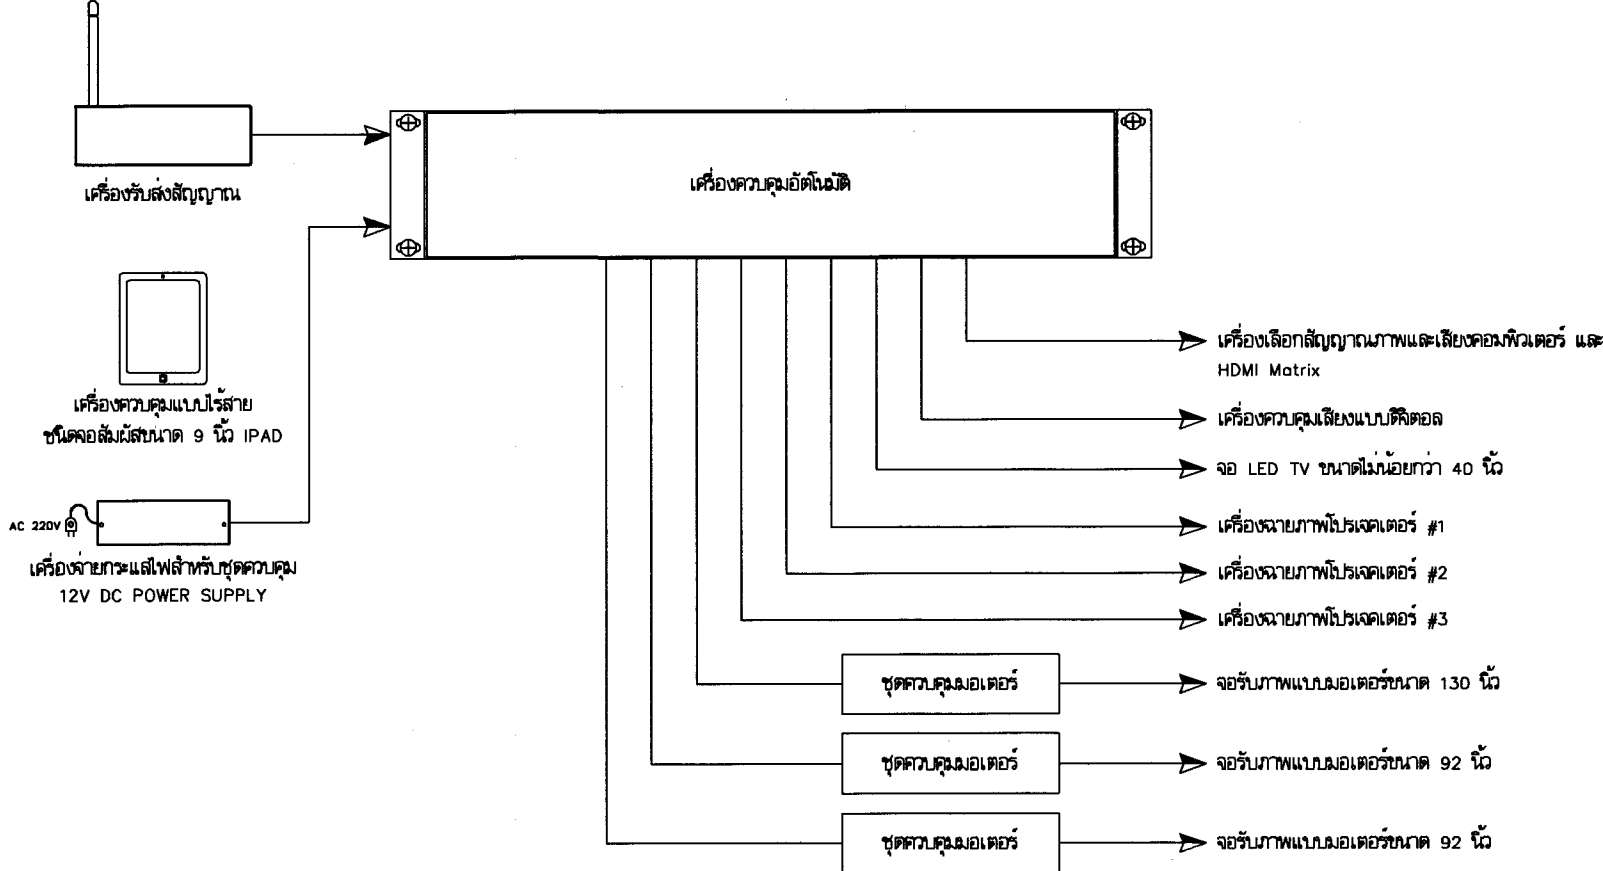 เครื่องรับส่งสัญญาณ
เครื่องควบคุมอัตโนมัติ
เครื่องควบคุมแบบไร้สาย
ชนิดจอสัมผัสขนาด 9 นิ้ว IPAD
AC 220V
เครื่องจ่ายกระแสไฟสำหรับชุดควบคุม
12V DC POWER SUPPLY
เครื่องเลือกสัญญาณภาพและเสียงคอมพิวเตอร์ และ
HDMI Matrix
เครื่องควบคุมเสียงแบบดิจิตอล
จอ LED TV ขนาดไม่น้อยกว่า 40 นิ้ว
เครื่องฉายภาพโปรเจคเตอร์ #1
เครื่องฉายภาพโปรเจคเตอร์ #2
เครื่องฉายภาพโปรเจคเตอร์ #3
ชุดควบคุมมอเตอร์
จอรับภาพแบบมอเตอร์ขนาด 130 นิ้ว
ชุดควบคุมมอเตอร์
จอรับภาพแบบมอเตอร์ขนาด 92 นิ้ว
ชุดควบคุมมอเตอร์
จอรับภาพแบบมอเตอร์ขนาด 92 นิ้ว